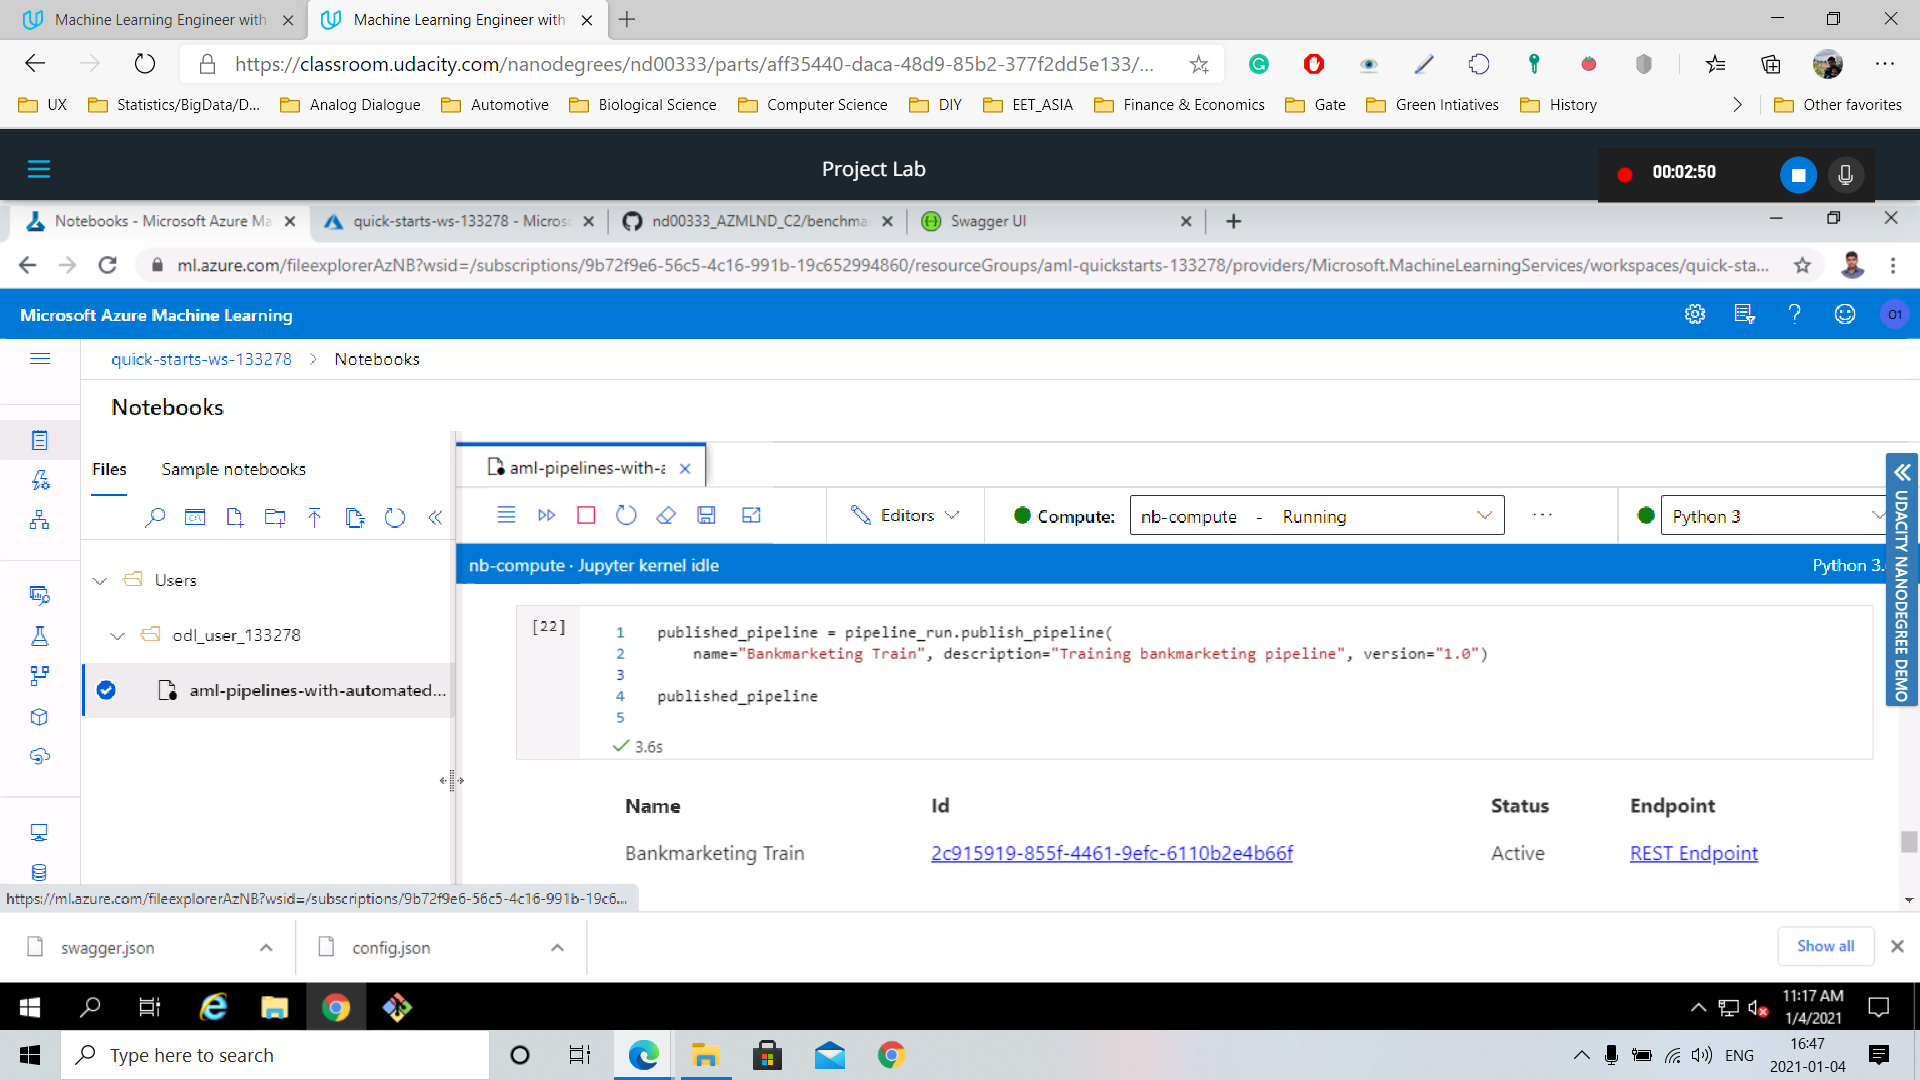 Machine Learning Engineer with
Machine Learning Engineer with
https://classroom.udacity.com/nanodegrees/nd00333/parts/aff35440-daca-48d9-85b2-377f2dd5e133/...
UX
Statistics/BigData/D...
Analog Dialogue
Automotive
Biological Science
Computer Science
DIY
EET_ASIA
Finance & Economics
Gate
Green Intiatives
History
Other favorites
Project Lab
00:02:50
Notebooks - Microsoft Azure Ma
quick-starts-ws-133278 - Micros
nd00333_AZMLND_C2/benchma
Swagger UI
ml.azure.com/fileexplorerAzNB?wsid=/subscriptions/9b72f9e6-56c5-4c16-991b-19c652994860/resourceGroups/aml-quickstarts-133278/providers/Microsoft.MachineLearningServices/workspaces/quick-sta...
Microsoft Azure Machine Learning
O1
quick-starts-ws-133278 > Notebooks
Notebooks
Files
Sample notebooks
aml-pipelines-with-a
Editors
Compute:
nb-compute - Running
...
Python 3
nb-compute · Jupyter kernel idle
Python 3.
UDACITY NANODEGREE DEMO
Users
odl_user_133278
aml-pipelines-with-automated...
[22]
1 published_pipeline = pipeline_run.publish_pipeline(
2 name="Bankmarketing Train", description="Training bankmarketing pipeline", version="1.0")
3
4 published_pipeline
5
3.6s
Name Id Status Endpoint
Bankmarketing Train 2c915919-855f-4461-9efc-6110b2e4b66f Active REST Endpoint
https://ml.azure.com/fileexplorerAzNB?wsid=/subscriptions/9b72f9e6-56c5-4c16-991b-19c6...
swagger.json
config.json
Show all
11:17 AM
1/4/2021
Type here to search
ENG
16:47
2021-01-04